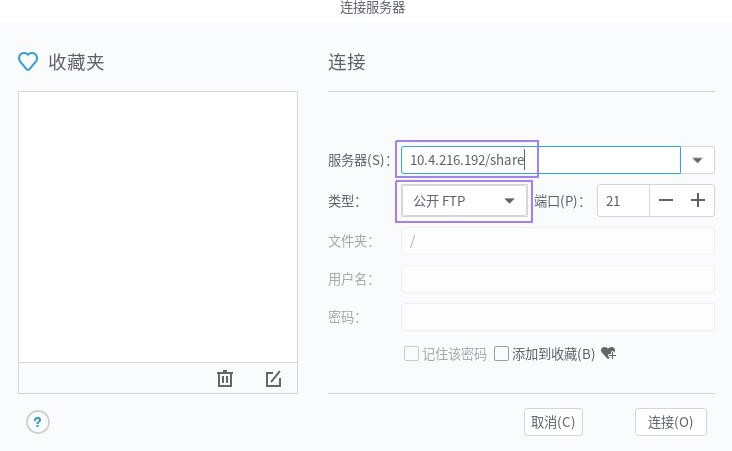 连接服务器
收藏夹
连接
服务器(S): 10.4.216.192/share
类型: 公开 FTP 端口(P): 21
文件夹: /
用户名:
密码:
记住该密码 添加到收藏(B)
?
取消(C) 连接(O)